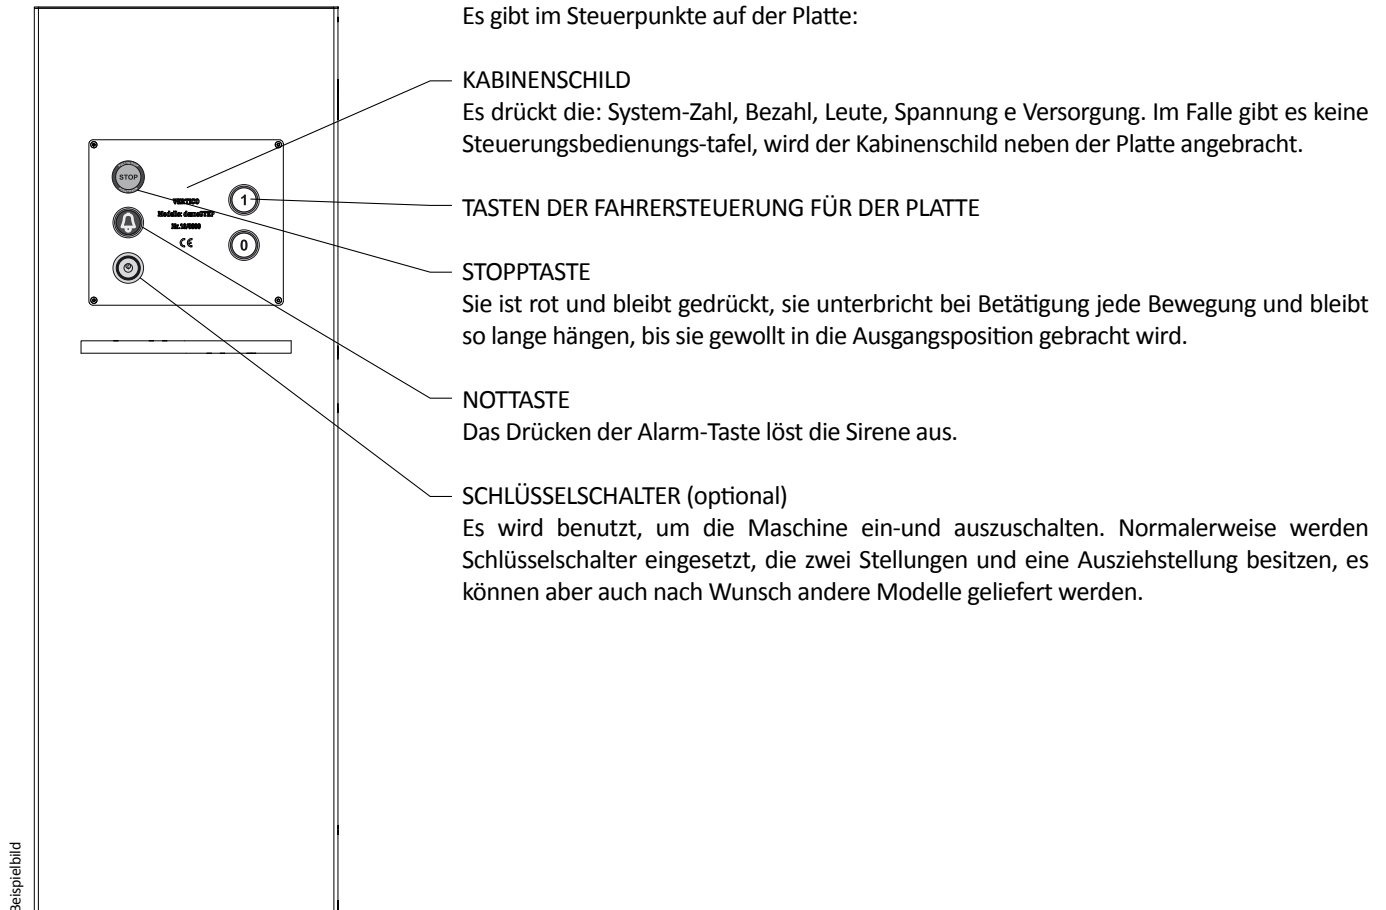 Es gibt im Steuerpunkte auf der Platte:
KABINENSCHILD
Es drückt die: System-Zahl, Bezahl, Leute, Spannung e Versorgung. Im Falle gibt es keine
Steuerungsbedienungs-tafel, wird der Kabinenschild neben der Platte angebracht.
TASTEN DER FAHRERSTEUERUNG FÜR DER PLATTE
STOPPTASTE
Sie ist rot und bleibt gedrückt, sie unterbricht bei Betätigung jede Bewegung und bleibt
so lange hängen, bis sie gewollt in die Ausgangsposition gebracht wird.
NOTTASTE
Das Drücken der Alarm-Taste löst die Sirene aus.
SCHLÜSSELSCHALTER (optional)
Es wird benutzt, um die Maschine ein-und auszuschalten. Normalerweise werden
Schlüsselschalter eingesetzt, die zwei Stellungen und eine Ausziehstellung besitzen, es
können aber auch nach Wunsch andere Modelle geliefert werden.
STOP
VERTICO
Modello:
Nr.
CE
1
0
Beispielbild